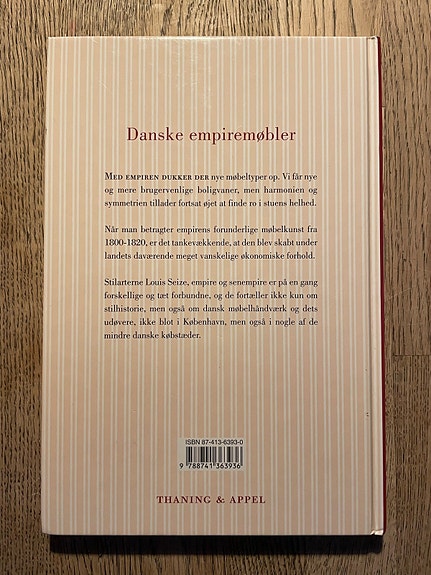 Danske empiremøbler
MED EMPIREN DUKKER DER nye møbeltyper op. Vi får nye
og mere brugervenlige boligvaner, men harmonien og
symmetrien tillader fortsat øjet at finde ro i stuens helhed.
Når man betragter empirens forunderlige møbelkunst fra
1800-1820, er det tankevækkende, at den blev skabt under
landets daværende meget vanskelige økonomiske forhold.
Stilarterne Louis Seize, empire og senempire er på en gang
forskellige og tæt forbundne, og de fortæller ikke kun om
stilhistorie, men også om dansk møbelhåndværk og dets
udøvere, ikke blot i København, men også i nogle af de
mindre danske købstæder.
ISBN 87-413-6393-0
9 788741 363936
THANING & APPEL